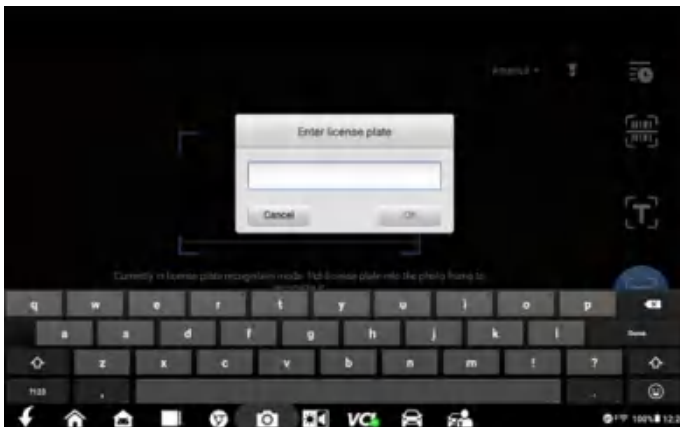 Enter license plate
Cancel
OK
Currently in license plate recognition mode. Put license plate into the photo frame to
q w e r t y u i o p
a s d f g h j k l Done
z x c v b n m ! ?
?123 , .
VCI
100%